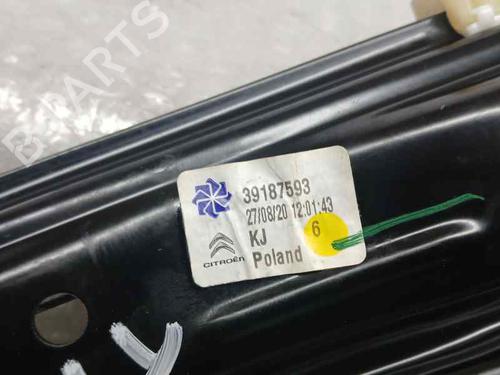 B-PARTS
39187593
27/08/20 12:01:43
KJ
6
CITROËN
Poland